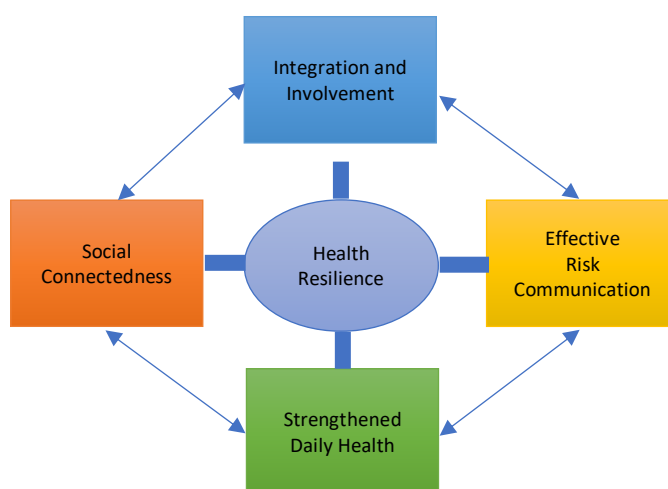 Integration and
Involvement
Social
Connectedness
Health
Resilience
Effective
Risk
Communication
Strengthened
Daily Health